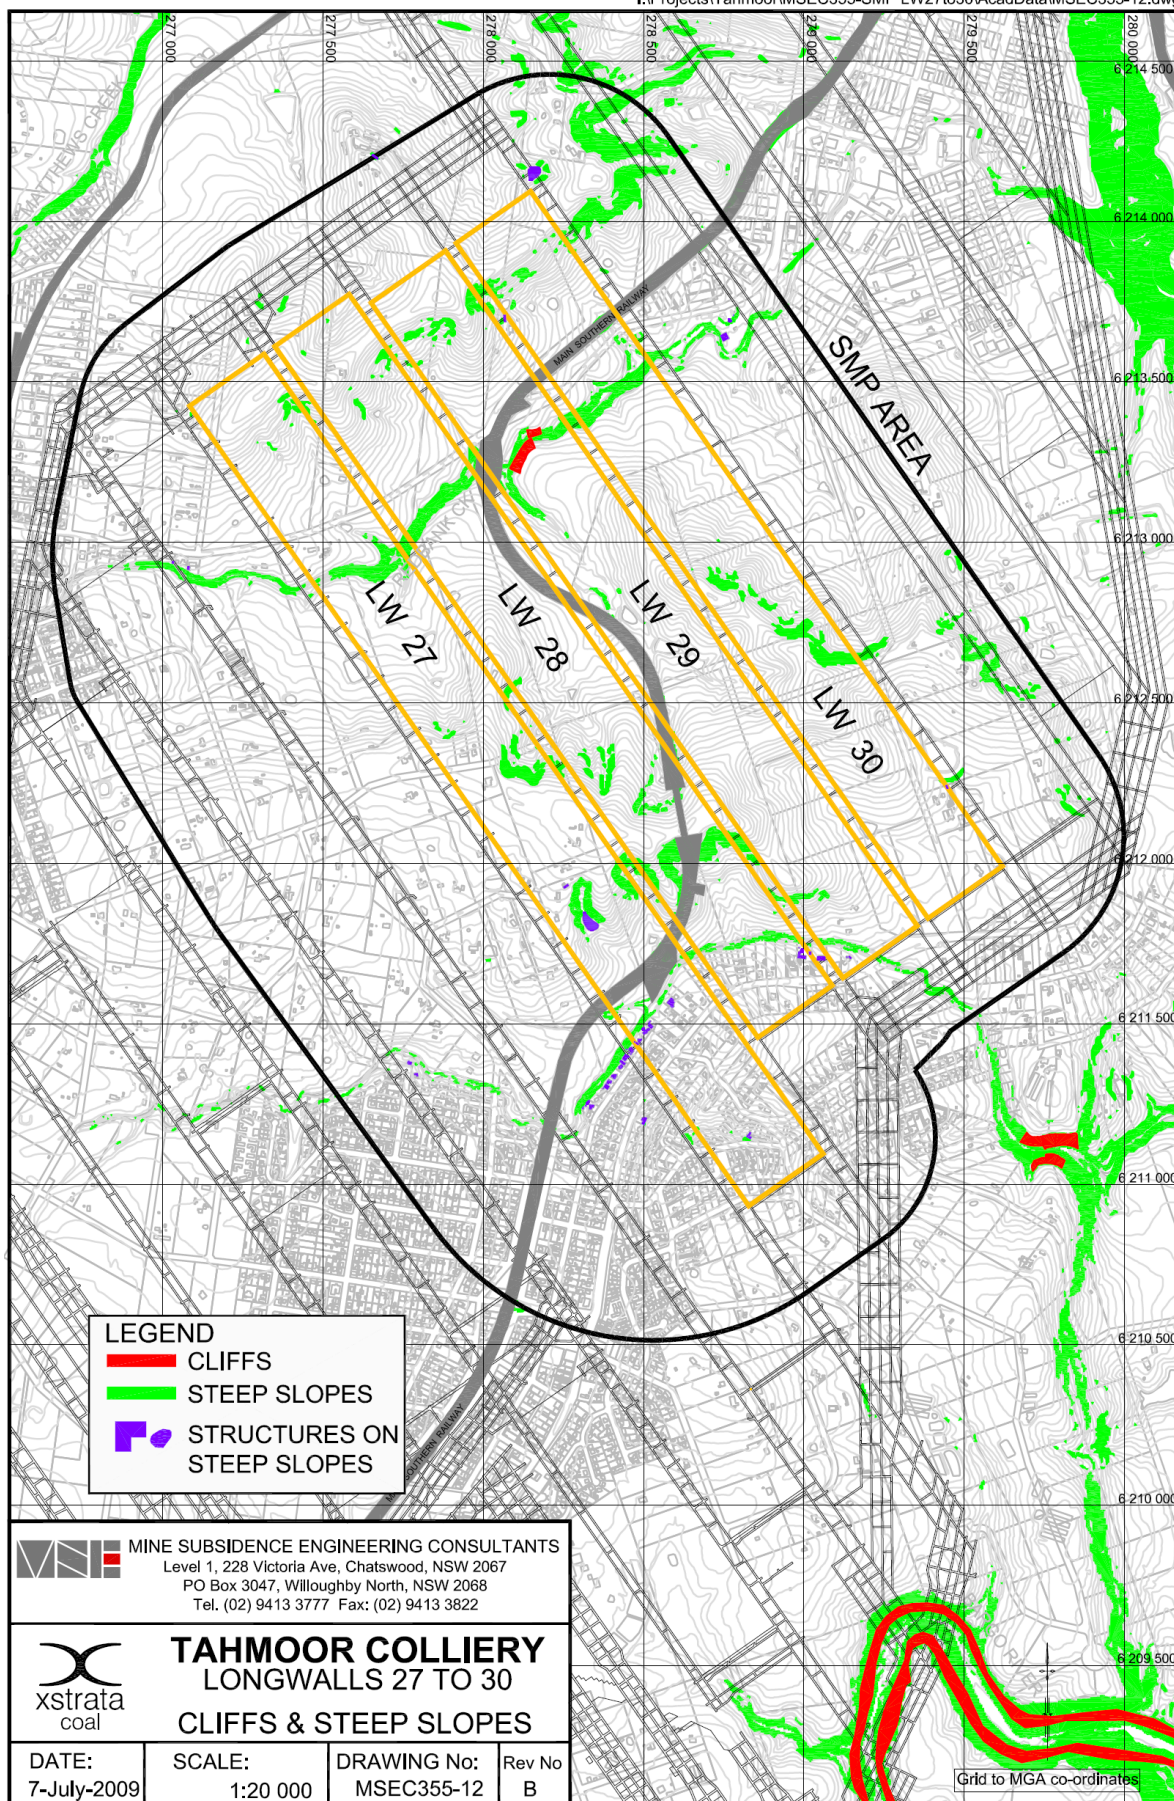 277 000
277 500
278 000
278 500
279 000
279 500
280 000
6 214 500
MATTHEWS CREEK
6 214 000
MAIN SOUTHERN RAILWAY
SMP AREA
6 213 500
6 213 000
LW 27
LW 28
LW 29
LW 30
6 212 500
6 212 000
6 211 500
6 211 000
6 210 500
6 210 000
6 209 500
LEGEND
CLIFFS
STEEP SLOPES
STRUCTURES ON
STEEP SLOPES
SOUTHERN RAILWAY
MINE SUBSIDENCE ENGINEERING CONSULTANTS
Level 1, 228 Victoria Ave, Chatswood, NSW 2067
PO Box 3047, Willoughby North, NSW 2068
Tel. (02) 9413 3777 Fax: (02) 9413 3822
xstrata
coal
TAHMOOR COLLIERY
LONGWALLS 27 TO 30
CLIFFS & STEEP SLOPES
DATE:
7-July-2009
SCALE:
1:20 000
DRAWING No:
MSEC355-12
Rev No
B
Grid to MGA co-ordinates